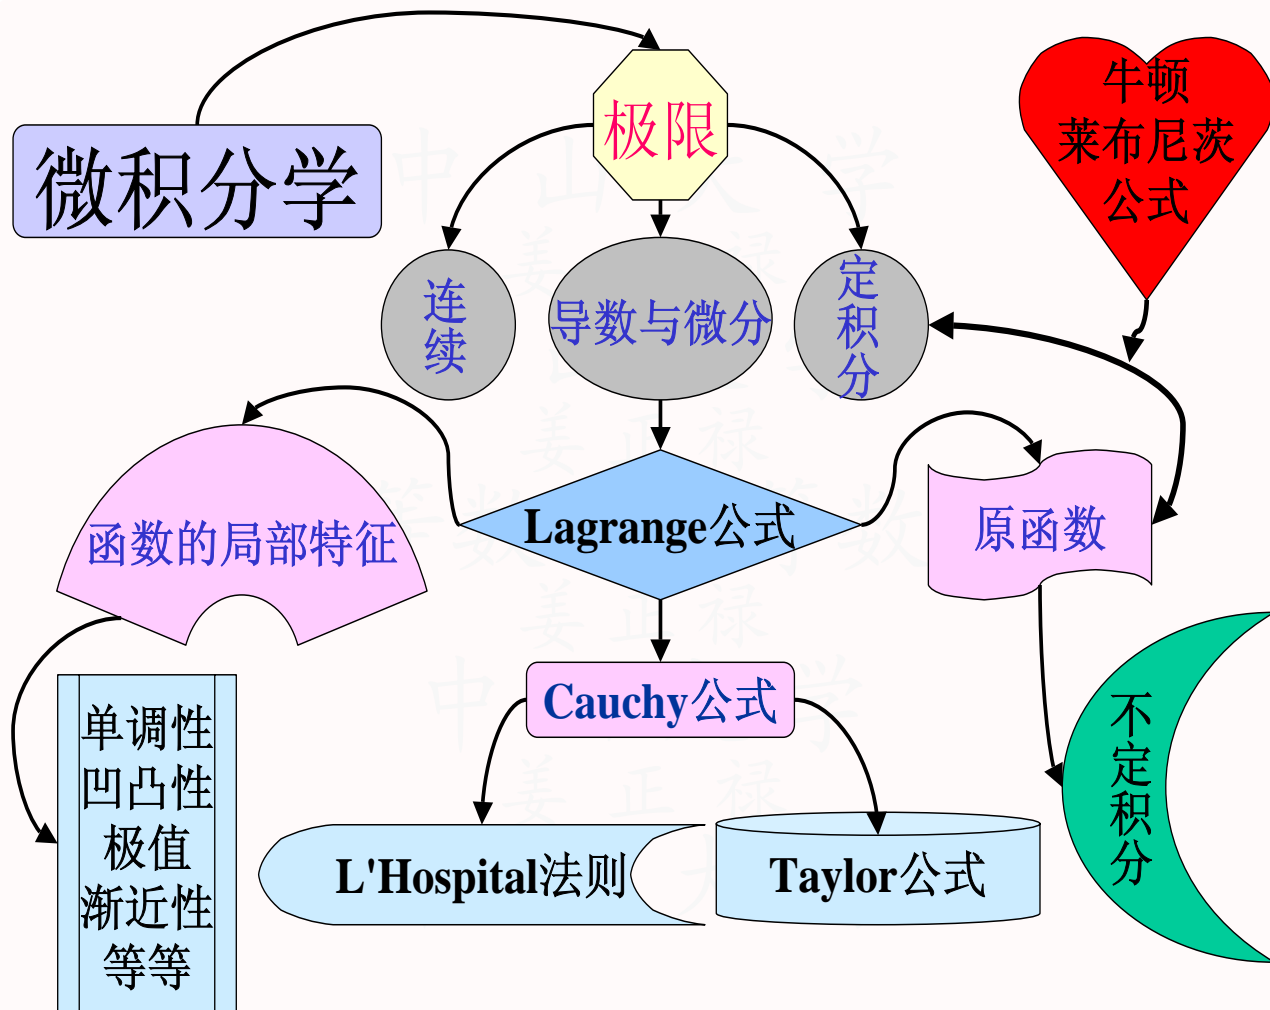 微积分学
极限
牛顿
莱布尼茨
公式
连续
导数与微分
定积分
函数的局部特征
Lagrange公式
原函数
Cauchy公式
单调性
凹凸性
极值
渐近性
等等
L'Hospital法则
Taylor公式
不定积分